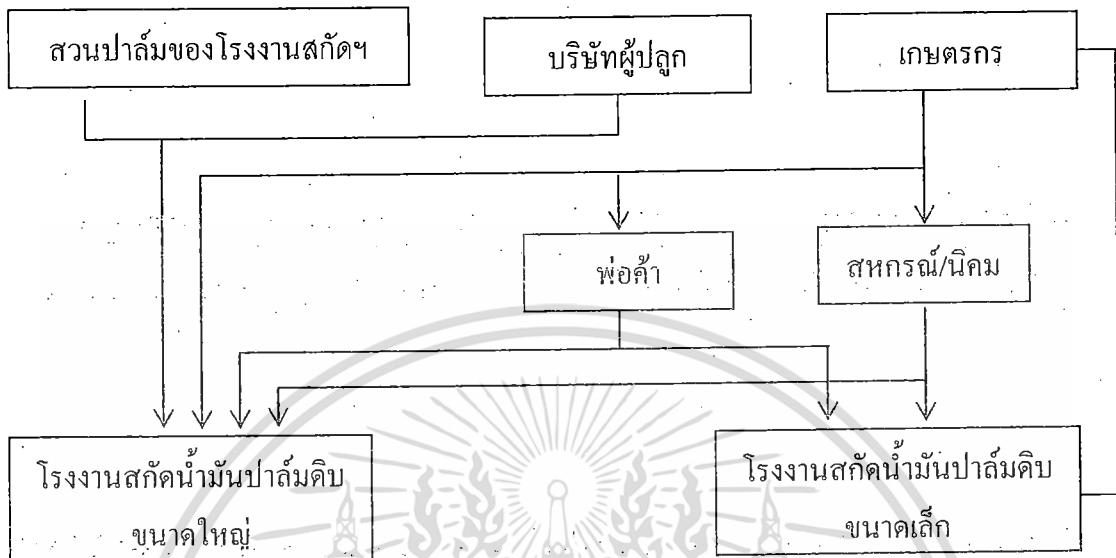 สวนปาล์มของโรงงานสกัดฯ
บริษัทผู้ปลูก
เกษตรกร
พ่อค้า
สหกรณ์/นิคม
โรงงานสกัดน้ำมันปาล์มดิบ
ขนาดใหญ่
โรงงานสกัดน้ำมันปาล์มดิบ
ขนาดเล็ก